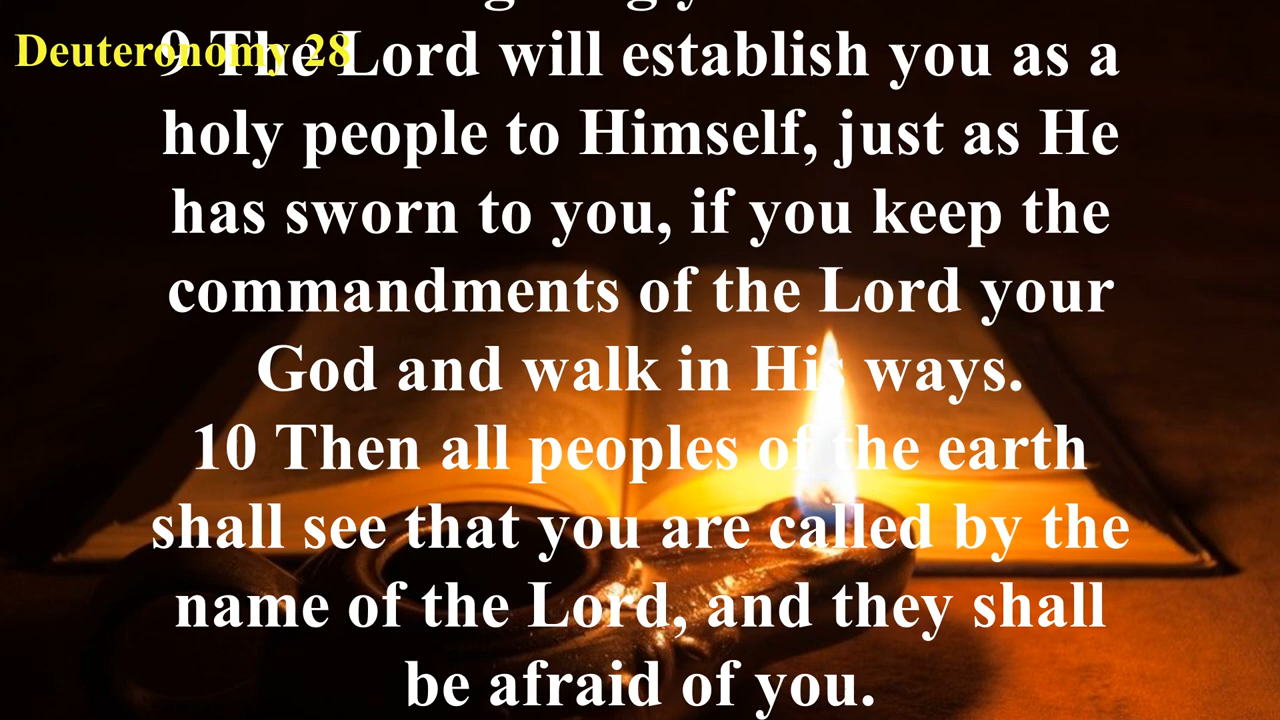 Deuteronomy 28
9 The Lord will establish you as a
holy people to Himself, just as He
has sworn to you, if you keep the
commandments of the Lord your
God and walk in His ways.
10 Then all peoples of the earth
shall see that you are called by the
name of the Lord, and they shall
be afraid of you.